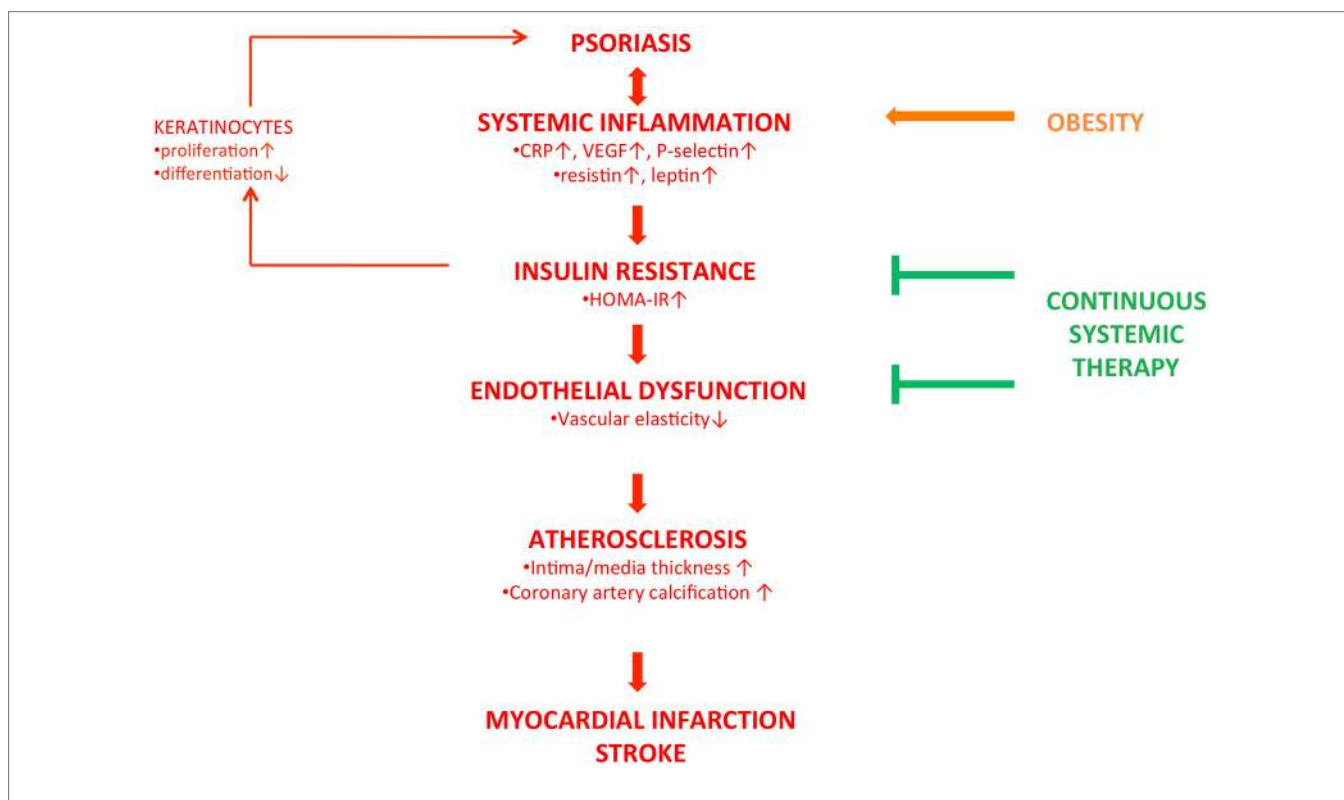 PSORIASIS
KERATINOCYTES
•proliferation↑
•differentiation↓
SYSTEMIC INFLAMMATION
•CRP↑, VEGF↑, P-selectin↑
•resistin↑, leptin↑
OBESITY
INSULIN RESISTANCE
•HOMA-IR↑
CONTINUOUS
SYSTEMIC
THERAPY
ENDOTHELIAL DYSFUNCTION
•Vascular elasticity↓
ATHEROSCLEROSIS
•Intima/media thickness ↑
•Coronary artery calcification ↑
MYOCARDIAL INFARCTION
STROKE